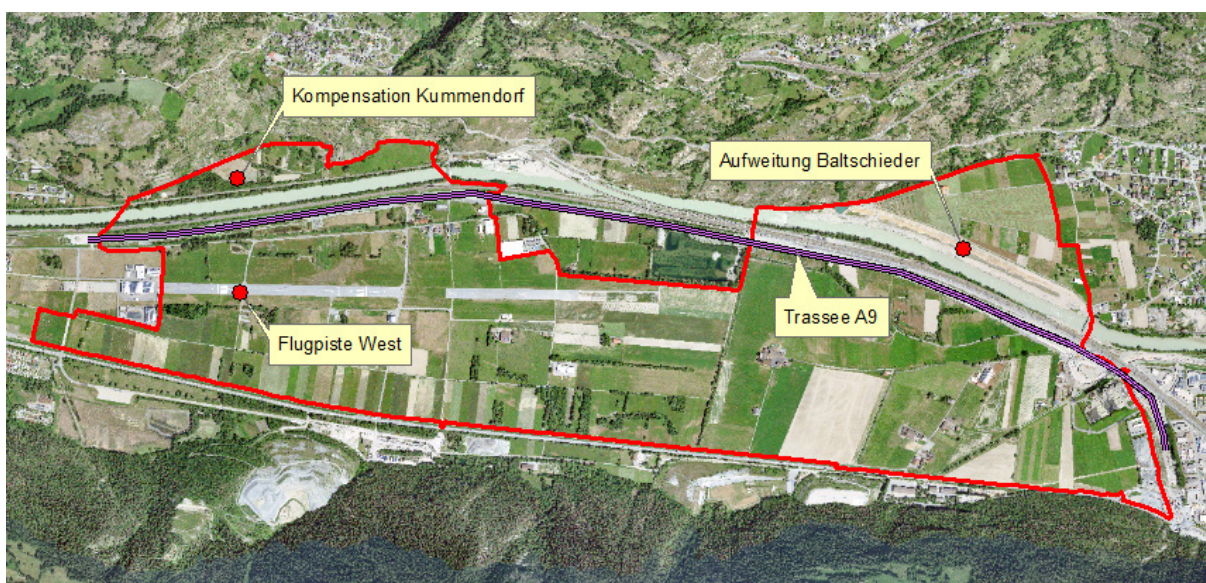 Kompensation Kummendorf
Aufweitung Baltschieder
Trassee A9
Flugpiste West